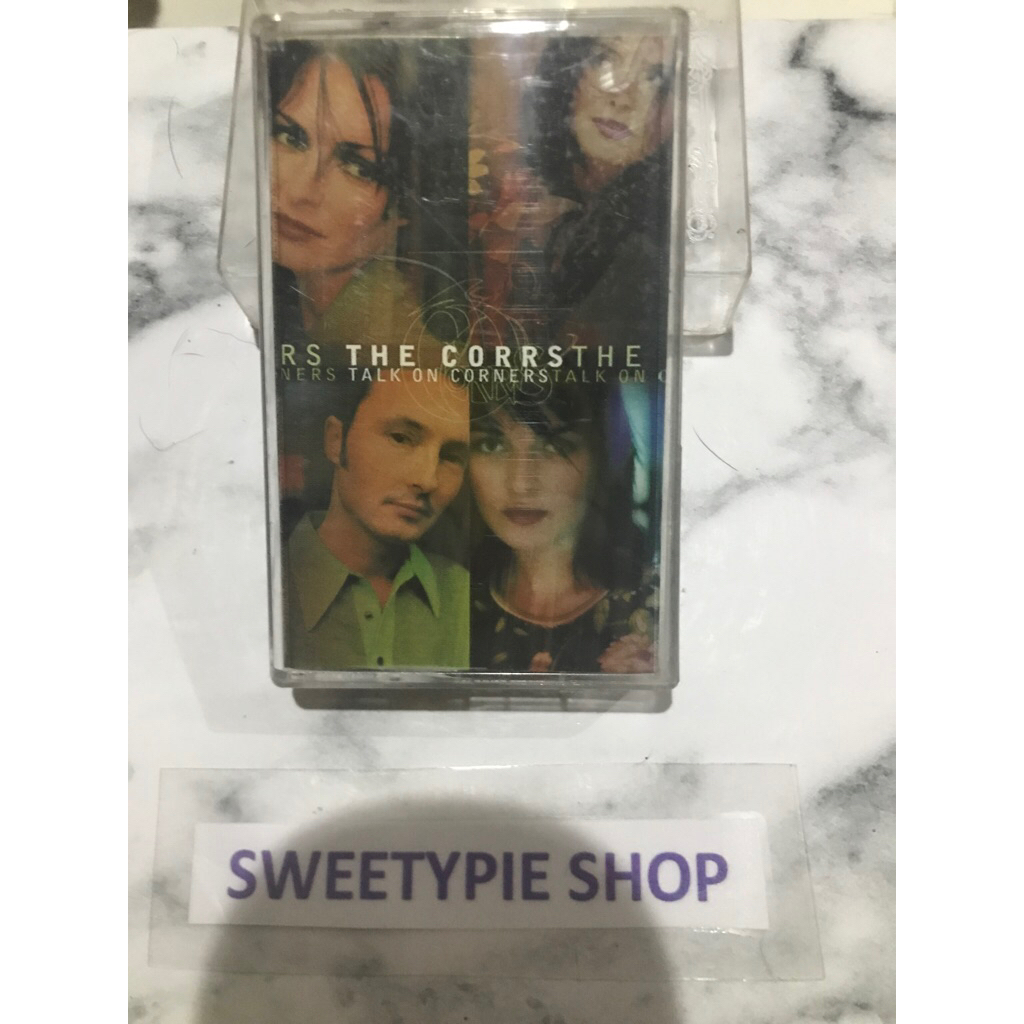 RS THE CORRSTHE
NERS TALK ON CORNERSTALK ON C
SWEETYPIE SHOP